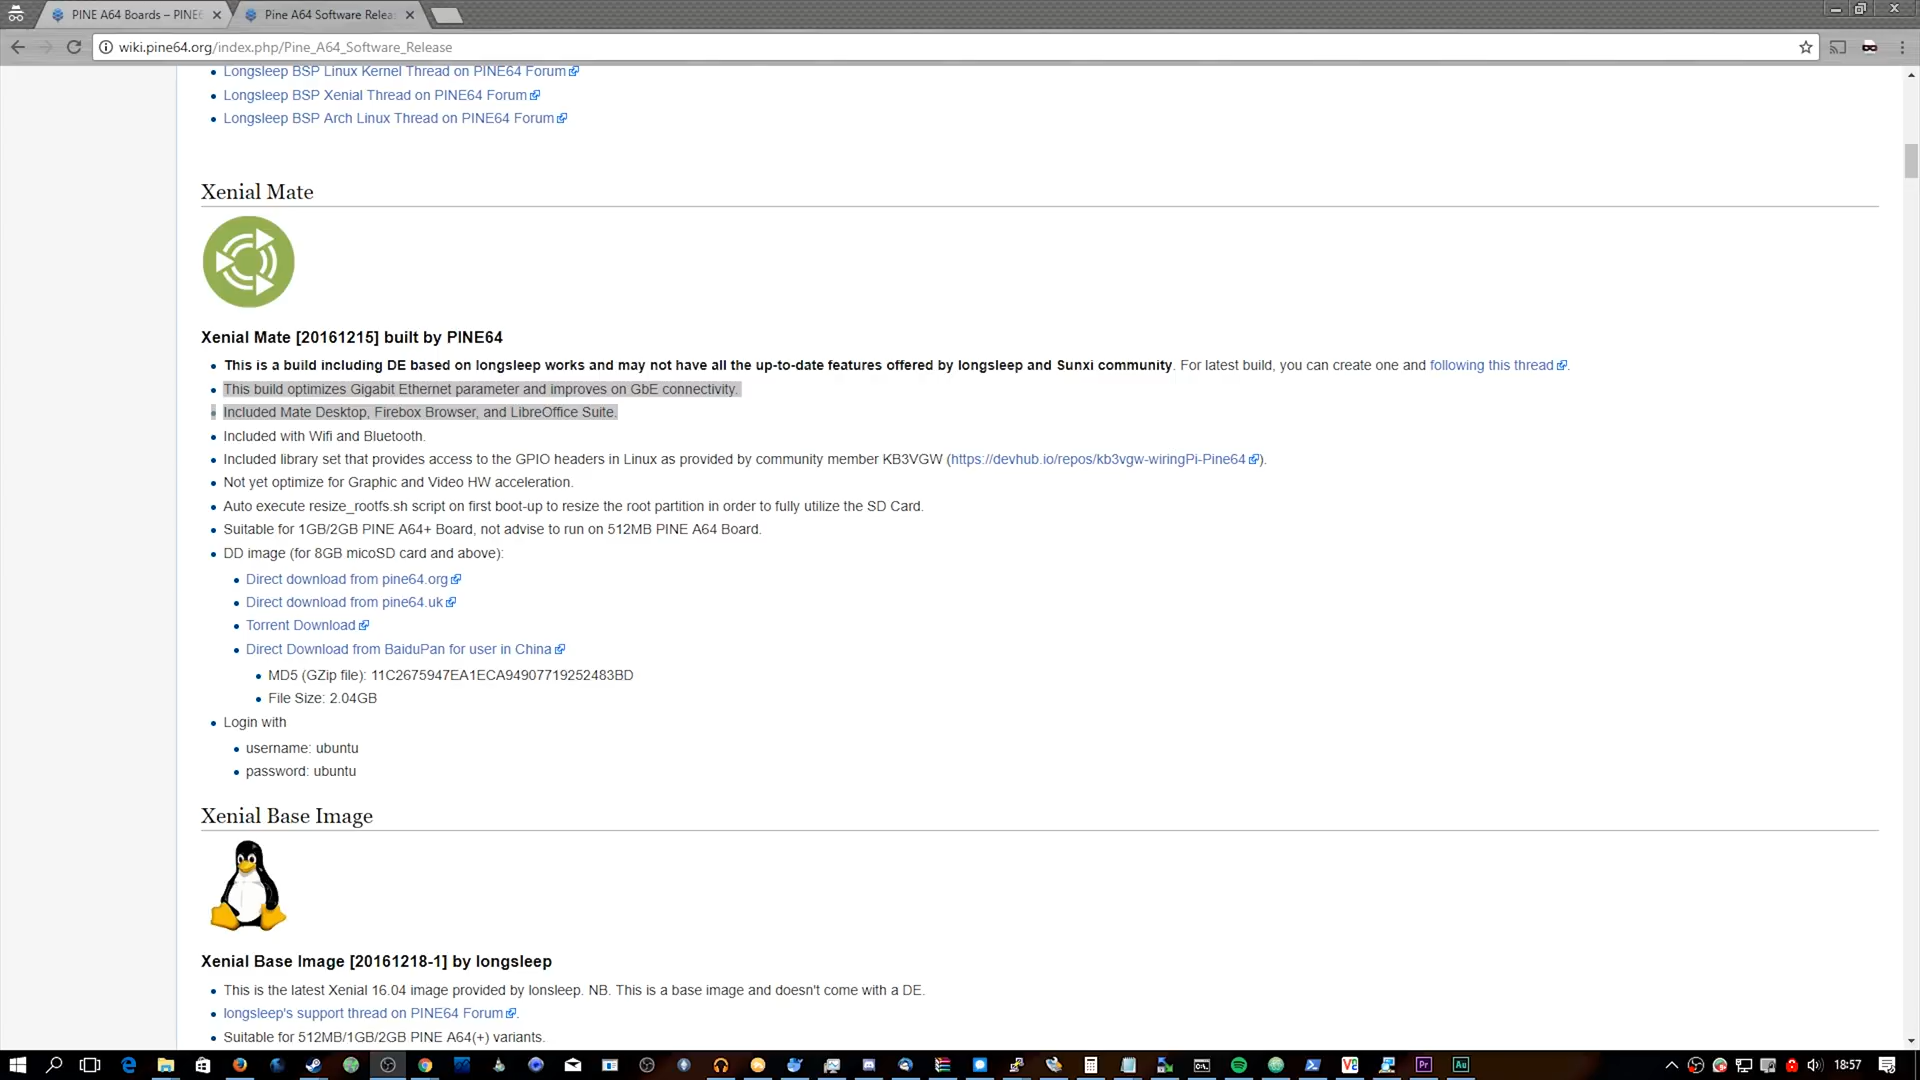 PINE A64 Boards – PINE6
Pine A64 Software Relea
wiki.pine64.org/index.php/Pine_A64_Software_Release
Longsleep BSP Linux Kernel Thread on PINE64 Forum
Longsleep BSP Xenial Thread on PINE64 Forum
Longsleep BSP Arch Linux Thread on PINE64 Forum
Xenial Mate
Xenial Mate [20161215] built by PINE64
This is a build including DE based on longsleep works and may not have all the up-to-date features offered by longsleep and Sunxi community. For latest build, you can create one and following this thread.
This build optimizes Gigabit Ethernet parameter and improves on GbE connectivity.
Included Mate Desktop, Firebox Browser, and LibreOffice Suite.
Included with Wifi and Bluetooth.
Included library set that provides access to the GPIO headers in Linux as provided by community member KB3VGW (https://devhub.io/repos/kb3vgw-wiringPi-Pine64).
Not yet optimize for Graphic and Video HW acceleration.
Auto execute resize_rootfs.sh script on first boot-up to resize the root partition in order to fully utilize the SD Card.
Suitable for 1GB/2GB PINE A64+ Board, not advise to run on 512MB PINE A64 Board.
DD image (for 8GB micoSD card and above):
Direct download from pine64.org
Direct download from pine64.uk
Torrent Download
Direct Download from BaiduPan for user in China
MD5 (GZip file): 11C2675947EA1ECA94907719252483BD
File Size: 2.04GB
Login with
username: ubuntu
password: ubuntu
Xenial Base Image
Xenial Base Image [20161218-1] by longsleep
This is the latest Xenial 16.04 image provided by lonsleep. NB. This is a base image and doesn't come with a DE.
longsleep's support thread on PINE64 Forum.
Suitable for 512MB/1GB/2GB PINE A64(+) variants.
Pr
Au
18:57